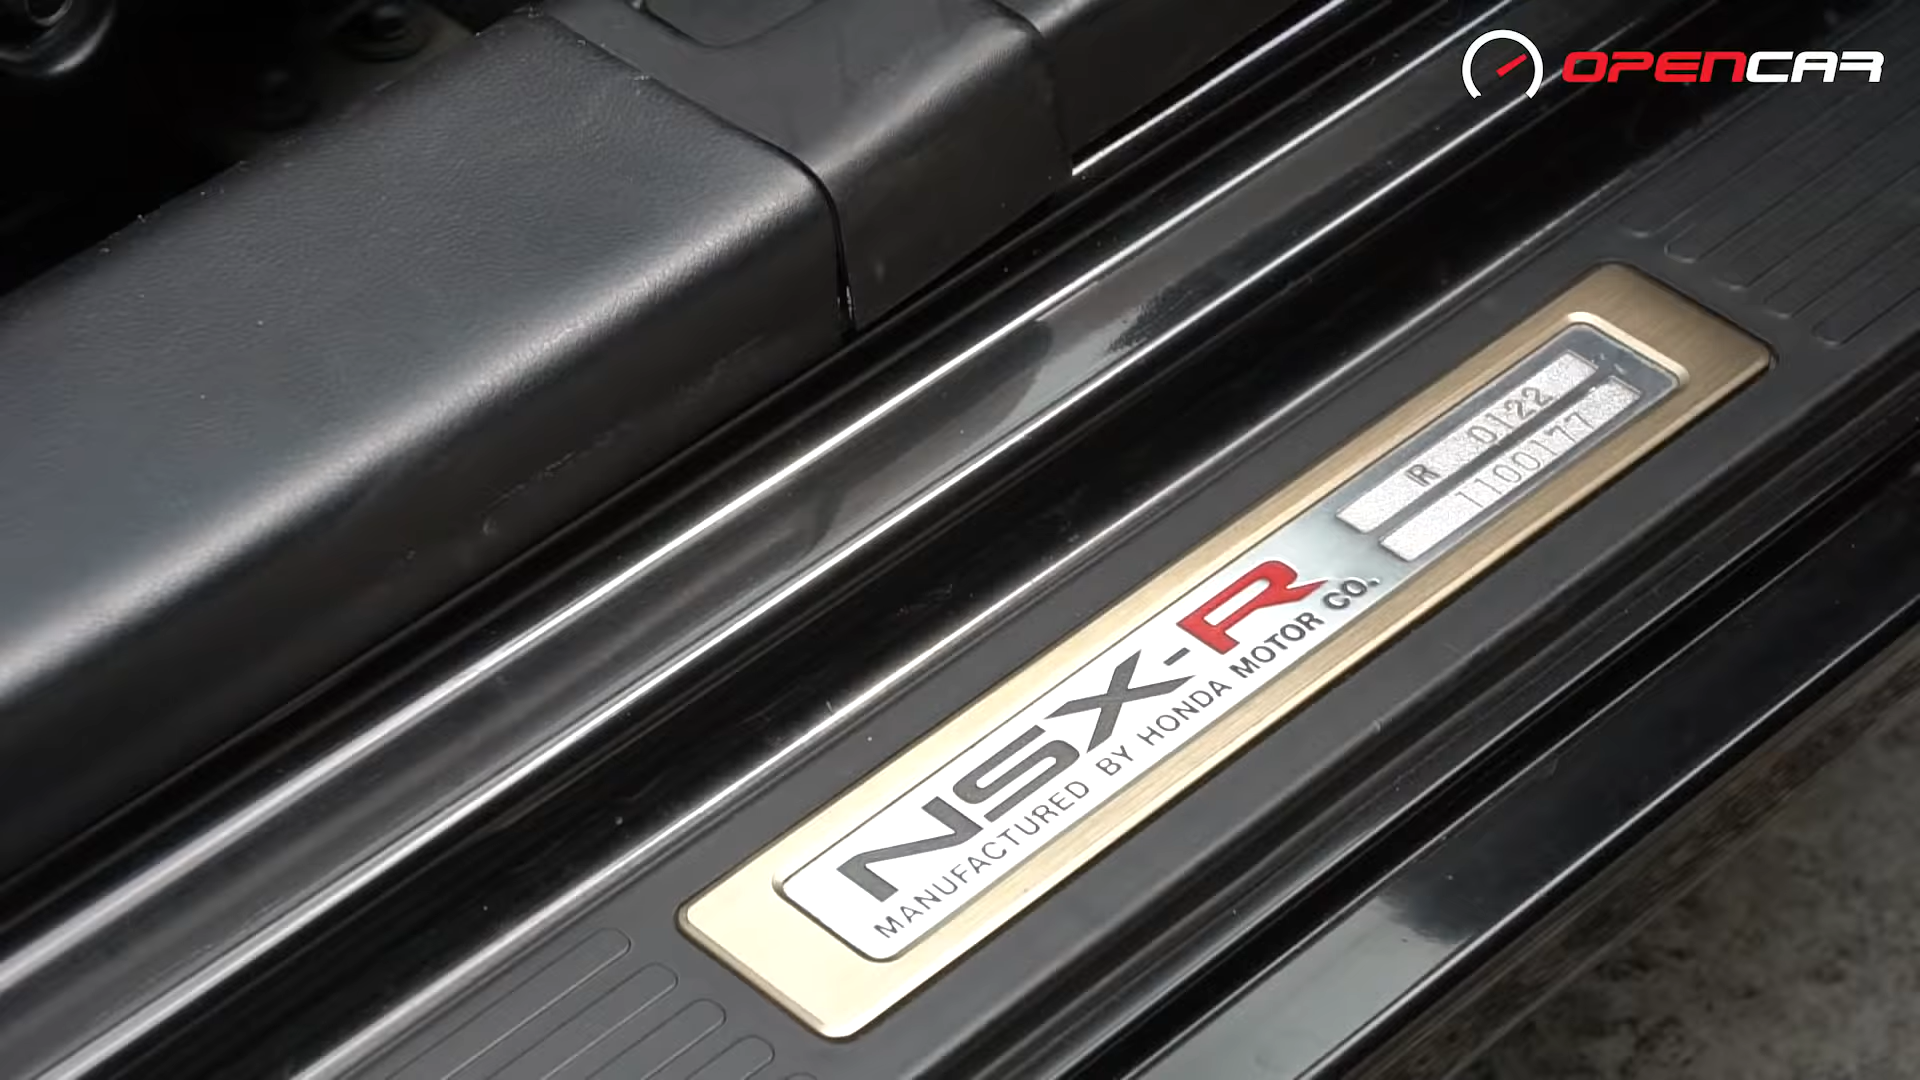 OPENCAR
R 0122
1100177
NSX-R
MANUFACTURED BY HONDA MOTOR CO.